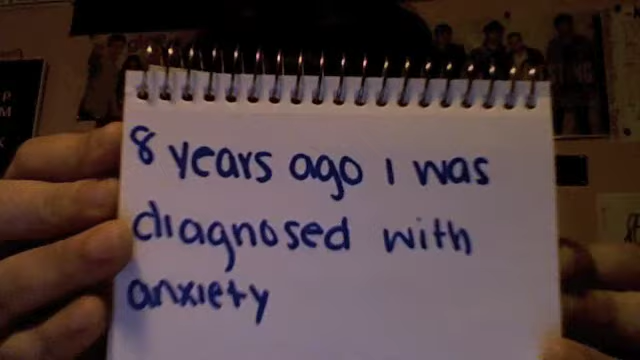 8 years ago I was
diagnosed with
anxiety